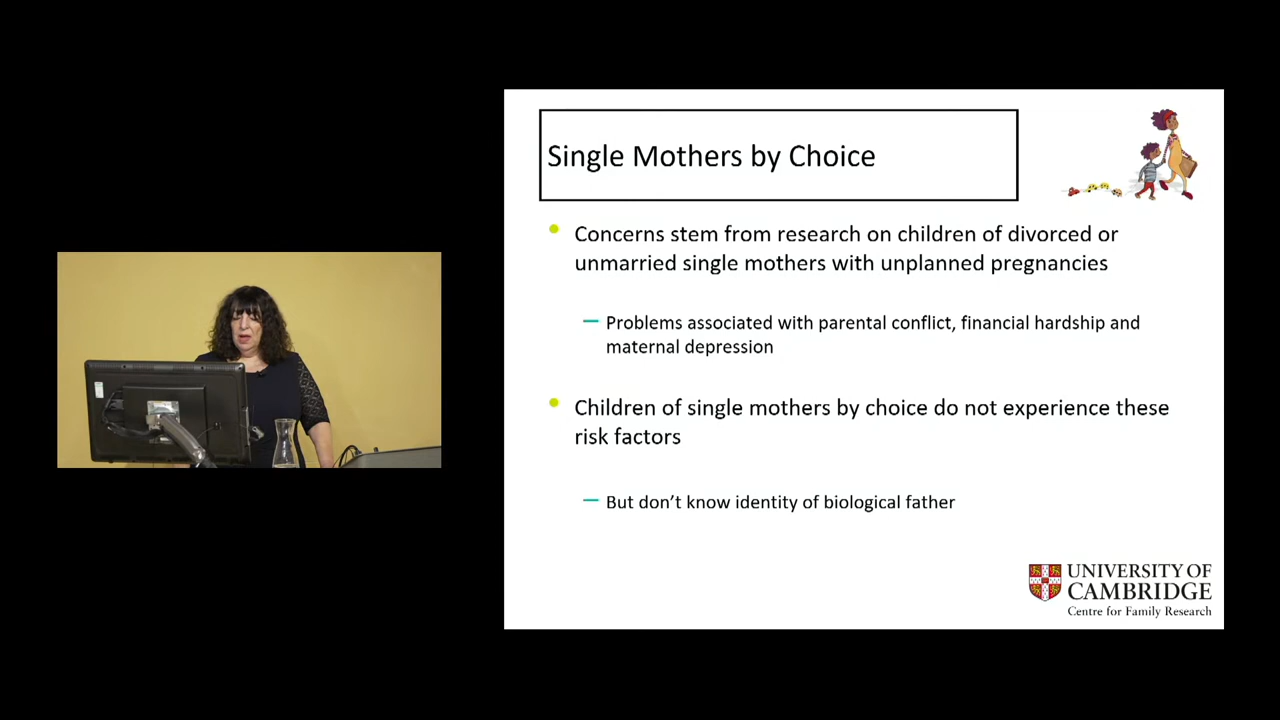 Single Mothers by Choice
• Concerns stem from research on children of divorced or
unmarried single mothers with unplanned pregnancies
– Problems associated with parental conflict, financial hardship and
maternal depression
• Children of single mothers by choice do not experience these
risk factors
– But don’t know identity of biological father
UNIVERSITY OF
CAMBRIDGE
Centre for Family Research